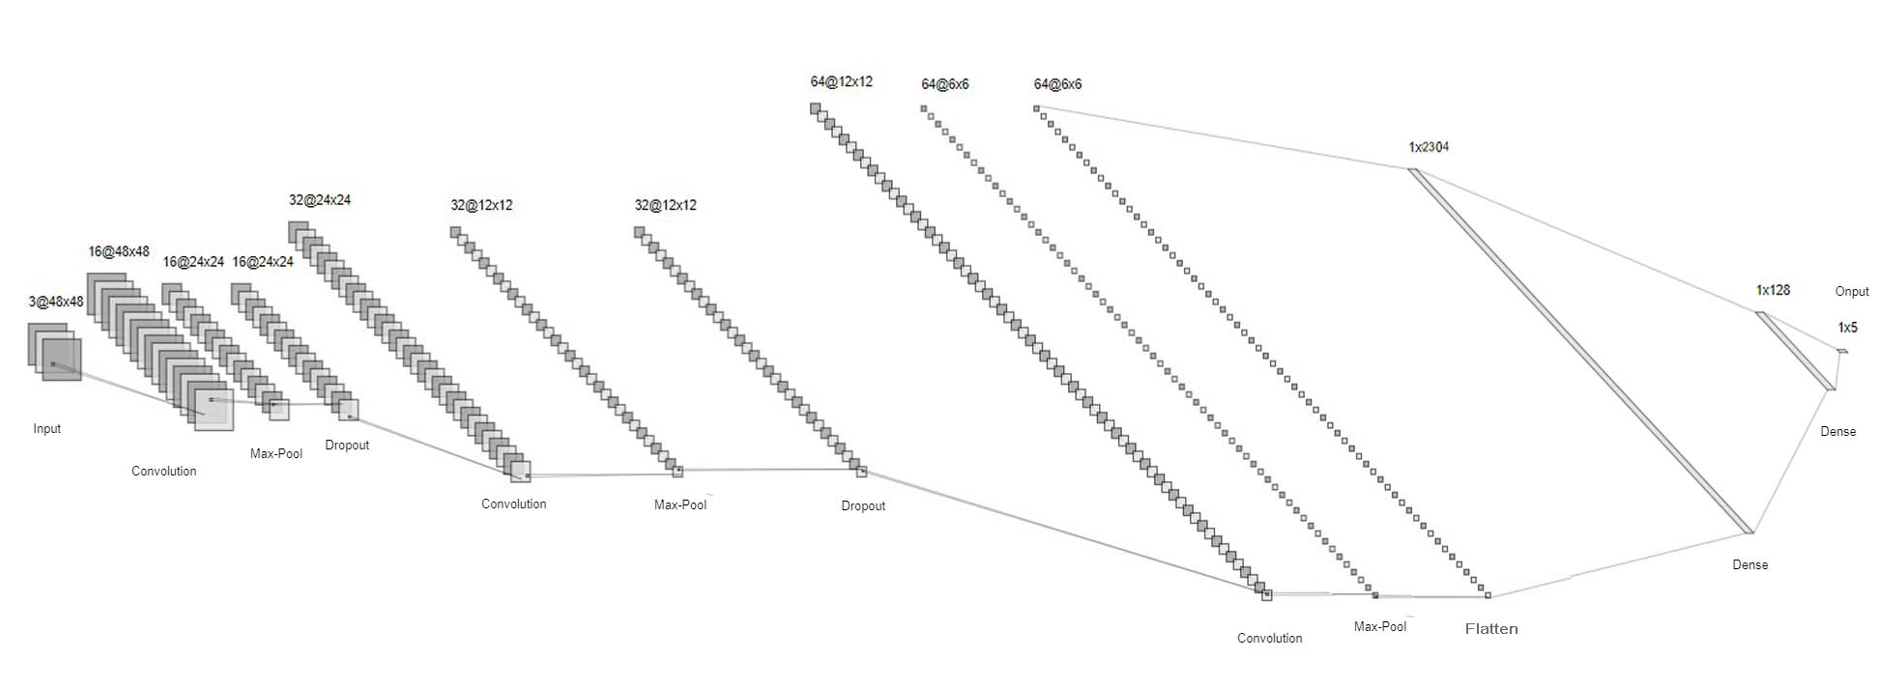 3@48x48
16@48x48
16@24x24
16@24x24
32@24x24
32@12x12
32@12x12
64@12x12
64@6x6
64@6x6
1x2304
1x128
Onput
1x5
Input
Convolution
Max-Pool
Dropout
Convolution
Max-Pool
Dropout
Convolution
Max-Pool
Flatten
Dense
Dense